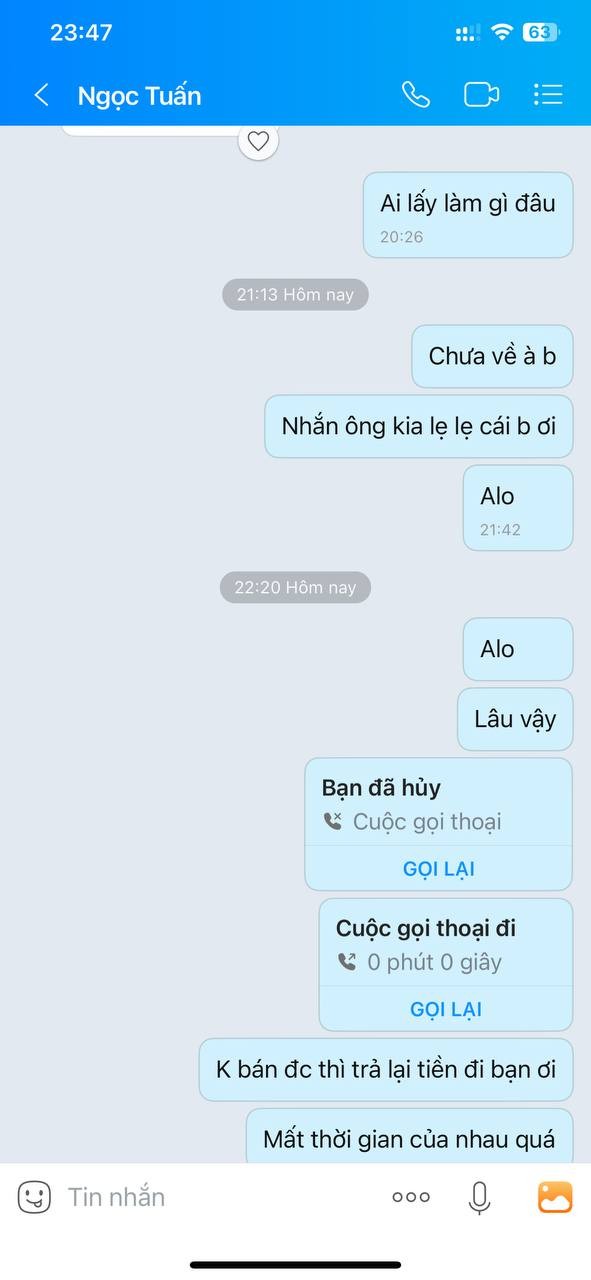 23:47
63
Ngọc Tuấn
Ai lấy làm gì đâu
20:26
21:13 Hôm nay
Chưa về à b
Nhắn ông kia lẹ lẹ cái b ơi
Alo
21:42
22:20 Hôm nay
Alo
Lâu vậy
Bạn đã hủy
Cuộc gọi thoại
GỌI LẠI
Cuộc gọi thoại đi
0 phút 0 giây
GỌI LẠI
K bán đc thì trả lại tiền đi bạn ơi
Mất thời gian của nhau quá
Tin nhắn